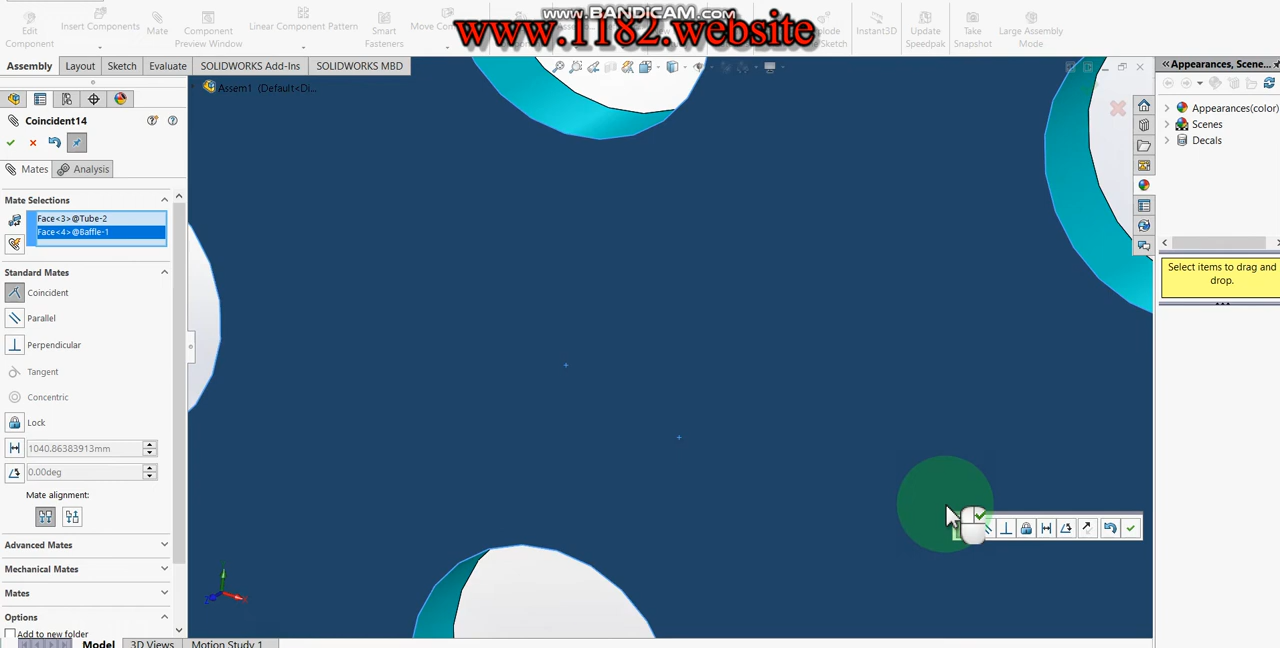 www.BANDICAM.com
www.1182.website
Edit Component
Insert Components
Mate
Component Preview Window
Linear Component Pattern
Smart Fasteners
Move Co
Instant3D
Update Speedpak
Take Snapshot
Large Assembly Mode
Assembly
Layout
Sketch
Evaluate
SOLIDWORKS Add-Ins
SOLIDWORKS MBD
Assem1 (Default<Di...
Coincident14
Mates
Analysis
Mate Selections
Face<3>@Tube-2
Face<4>@Baffle-1
Standard Mates
Coincident
Parallel
Perpendicular
Tangent
Concentric
Lock
1040.86383913mm
0.00deg
Mate alignment:
Advanced Mates
Mechanical Mates
Mates
Options
Add to new folder
Model
3D Views
Motion Study 1
Appearances, Scene...
Appearances(color)
Scenes
Decals
Select items to drag and
drop.